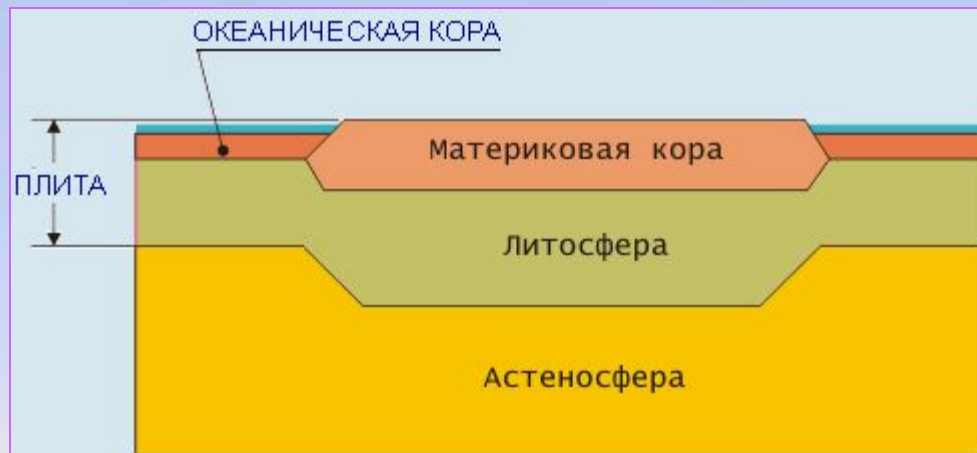 ОКЕАНИЧЕСКАЯ КОРА
Материковая кора
ПЛИТА
Литосфера
Астеносфера